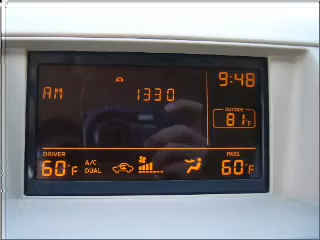 9:48
AM 1330
OUTSIDE
81°F
DRIVER PASS
60°F A/C 60°F
DUAL